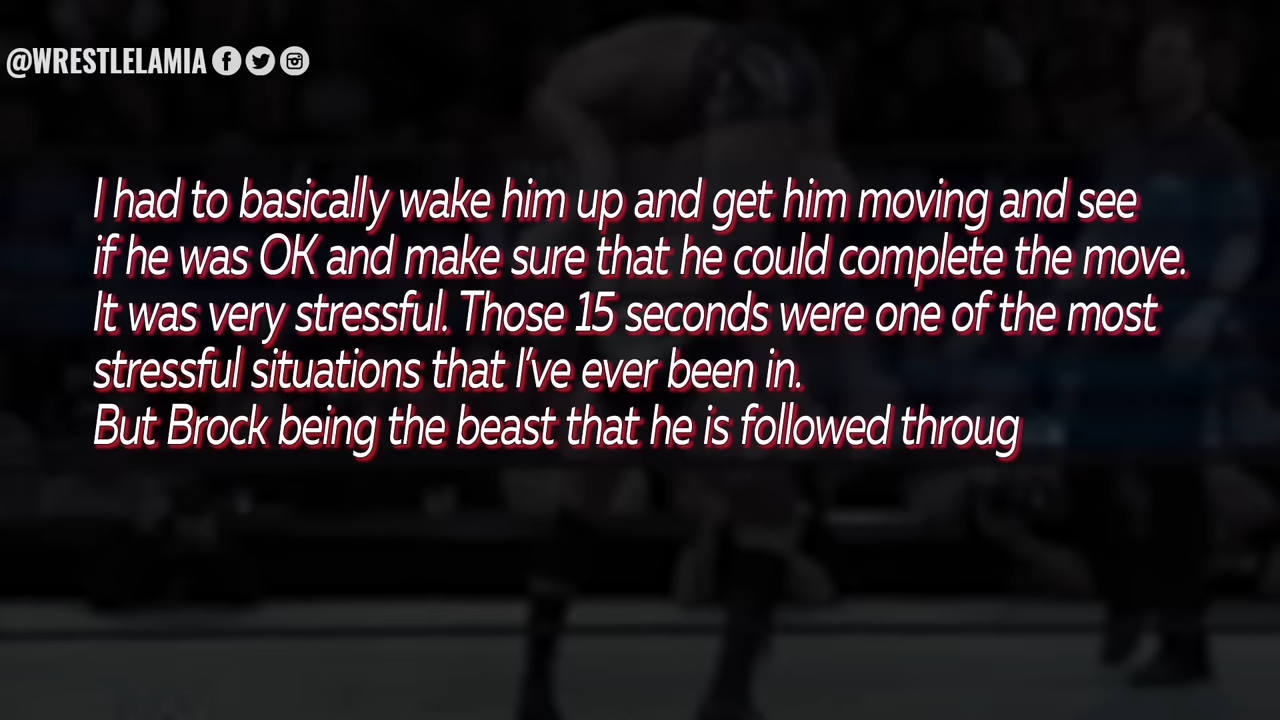 @WRESTLELAMIA
I had to basically wake him up and get him moving and see
if he was OK and make sure that he could complete the move.
It was very stressful. Those 15 seconds were one of the most
stressful situations that I've ever been in.
But Brock being the beast that he is followed throug